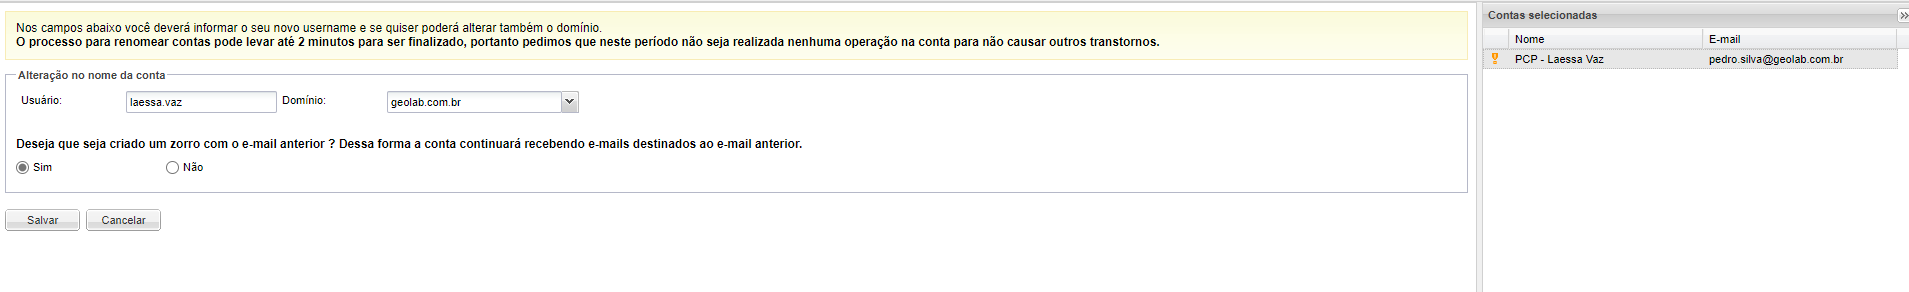 Nos campos abaixo você deverá informar o seu novo username e se quiser poderá alterar também o domínio.
O processo para renomear contas pode levar até 2 minutos para ser finalizado, portanto pedimos que neste período não seja realizada nenhuma operação na conta para não causar outros transtornos.
Alteração no nome da conta
Usuário: laessa.vaz Domínio: geolab.com.br
Deseja que seja criado um zorro com o e-mail anterior ? Dessa forma a conta continuará recebendo e-mails destinados ao e-mail anterior.
Sim Não
Salvar Cancelar
Contas selecionadas
Nome E-mail
PCP - Laessa Vaz pedro.silva@geolab.com.br